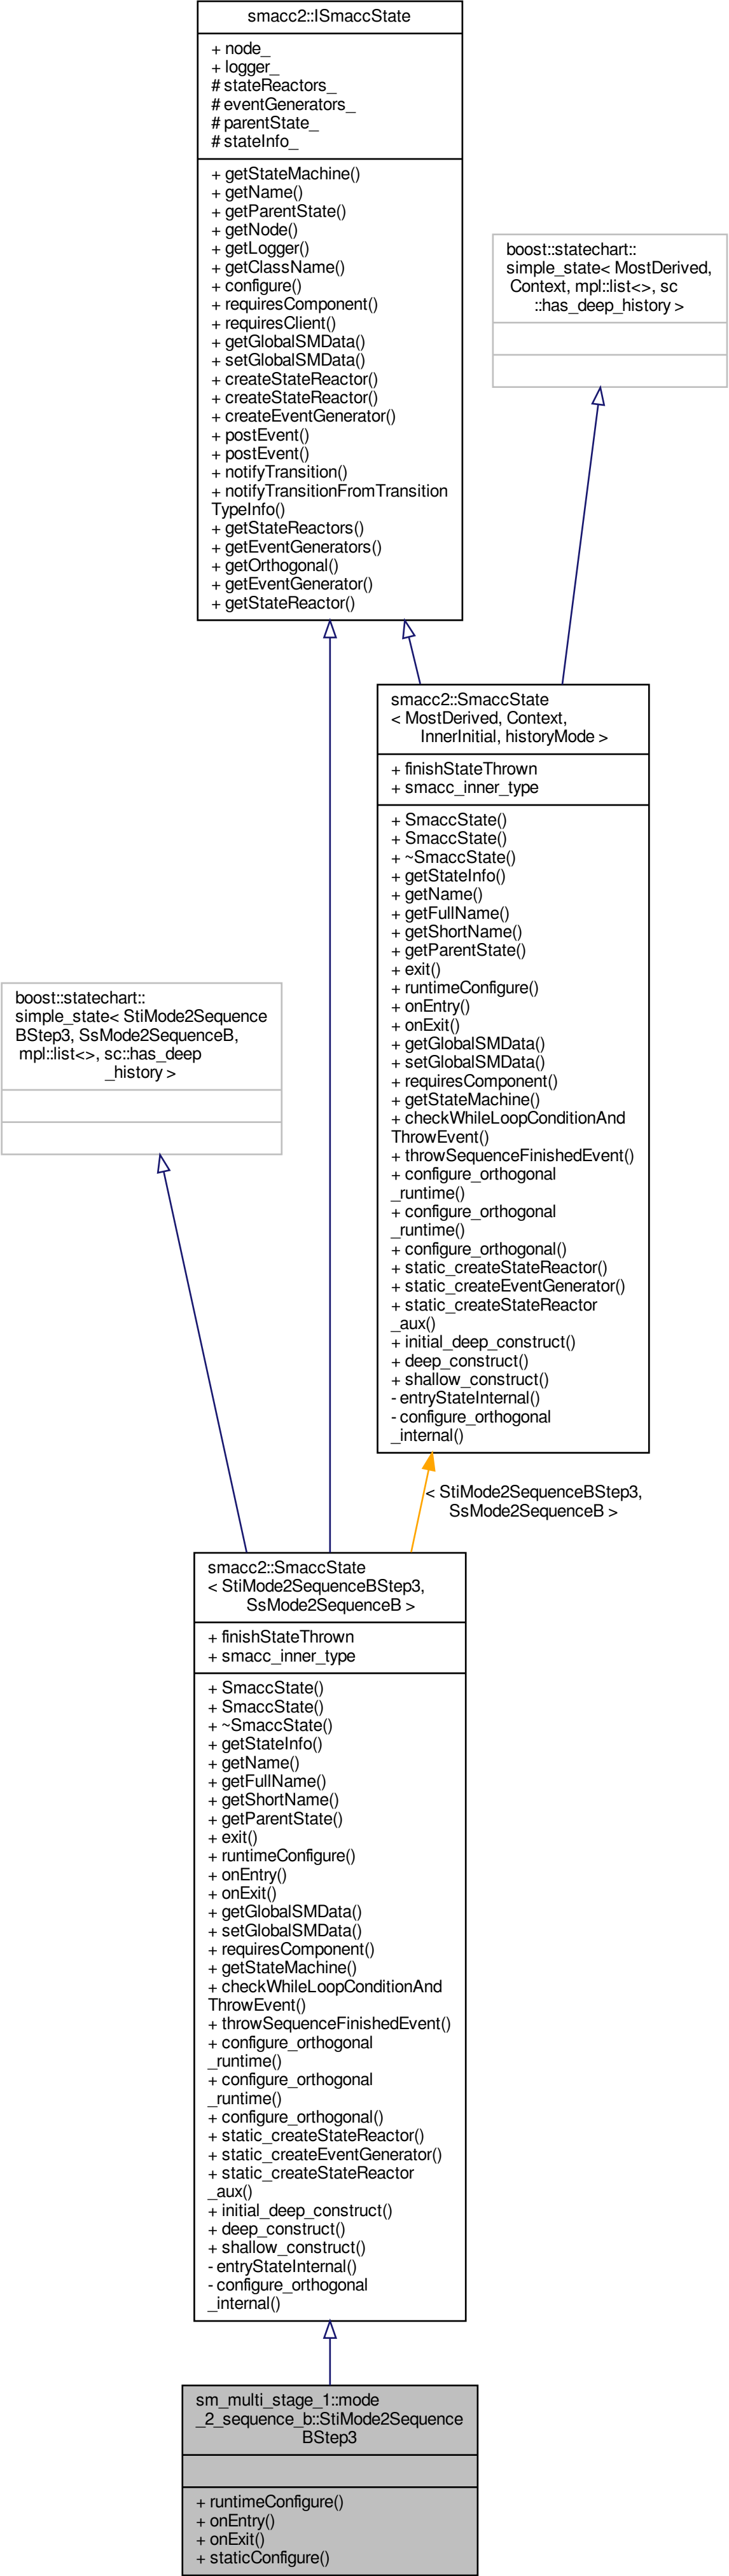 smacc2::ISmaccState
+ node_
+ logger_
# stateReactors_
# eventGenerators_
# parentState_
# stateInfo_
+ getStateMachine()
+ getName()
+ getParentState()
+ getNode()
+ getLogger()
+ getClassName()
+ configure()
+ requiresComponent()
+ requiresClient()
+ getGlobalSMData()
+ setGlobalSMData()
+ createStateReactor()
+ createStateReactor()
+ createEventGenerator()
+ postEvent()
+ postEvent()
+ notifyTransition()
+ notifyTransitionFromTransition
TypeInfo()
+ getStateReactors()
+ getEventGenerators()
+ getOrthogonal()
+ getEventGenerator()
+ getStateReactor()
boost::statechart::
simple_state< MostDerived,
Context, mpl::list<>, sc
::has_deep_history >
smacc2::SmaccState
< MostDerived, Context,
InnerInitial, historyMode >
+ finishStateThrown
+ smacc_inner_type
+ SmaccState()
+ SmaccState()
+ ~SmaccState()
+ getStateInfo()
+ getName()
+ getFullName()
+ getShortName()
+ getParentState()
+ exit()
+ runtimeConfigure()
+ onEntry()
+ onExit()
+ getGlobalSMData()
+ setGlobalSMData()
+ requiresComponent()
+ getStateMachine()
+ checkWhileLoopConditionAnd
ThrowEvent()
+ throwSequenceFinishedEvent()
+ configure_orthogonal
_runtime()
+ configure_orthogonal
_runtime()
+ configure_orthogonal()
+ static_createStateReactor()
+ static_createEventGenerator()
+ static_createStateReactor
_aux()
+ initial_deep_construct()
+ deep_construct()
+ shallow_construct()
- entryStateInternal()
- configure_orthogonal
_internal()
boost::statechart::
simple_state< StiMode2Sequence
BStep3, SsMode2SequenceB,
mpl::list<>, sc::has_deep
_history >
< StiMode2SequenceBStep3,
SsMode2SequenceB >
smacc2::SmaccState
< StiMode2SequenceBStep3,
SsMode2SequenceB >
+ finishStateThrown
+ smacc_inner_type
+ SmaccState()
+ SmaccState()
+ ~SmaccState()
+ getStateInfo()
+ getName()
+ getFullName()
+ getShortName()
+ getParentState()
+ exit()
+ runtimeConfigure()
+ onEntry()
+ onExit()
+ getGlobalSMData()
+ setGlobalSMData()
+ requiresComponent()
+ getStateMachine()
+ checkWhileLoopConditionAnd
ThrowEvent()
+ throwSequenceFinishedEvent()
+ configure_orthogonal
_runtime()
+ configure_orthogonal
_runtime()
+ configure_orthogonal()
+ static_createStateReactor()
+ static_createEventGenerator()
+ static_createStateReactor
_aux()
+ initial_deep_construct()
+ deep_construct()
+ shallow_construct()
- entryStateInternal()
- configure_orthogonal
_internal()
sm_multi_stage_1::mode
_2_sequence_b::StiMode2Sequence
BStep3
+ runtimeConfigure()
+ onEntry()
+ onExit()
+ staticConfigure()